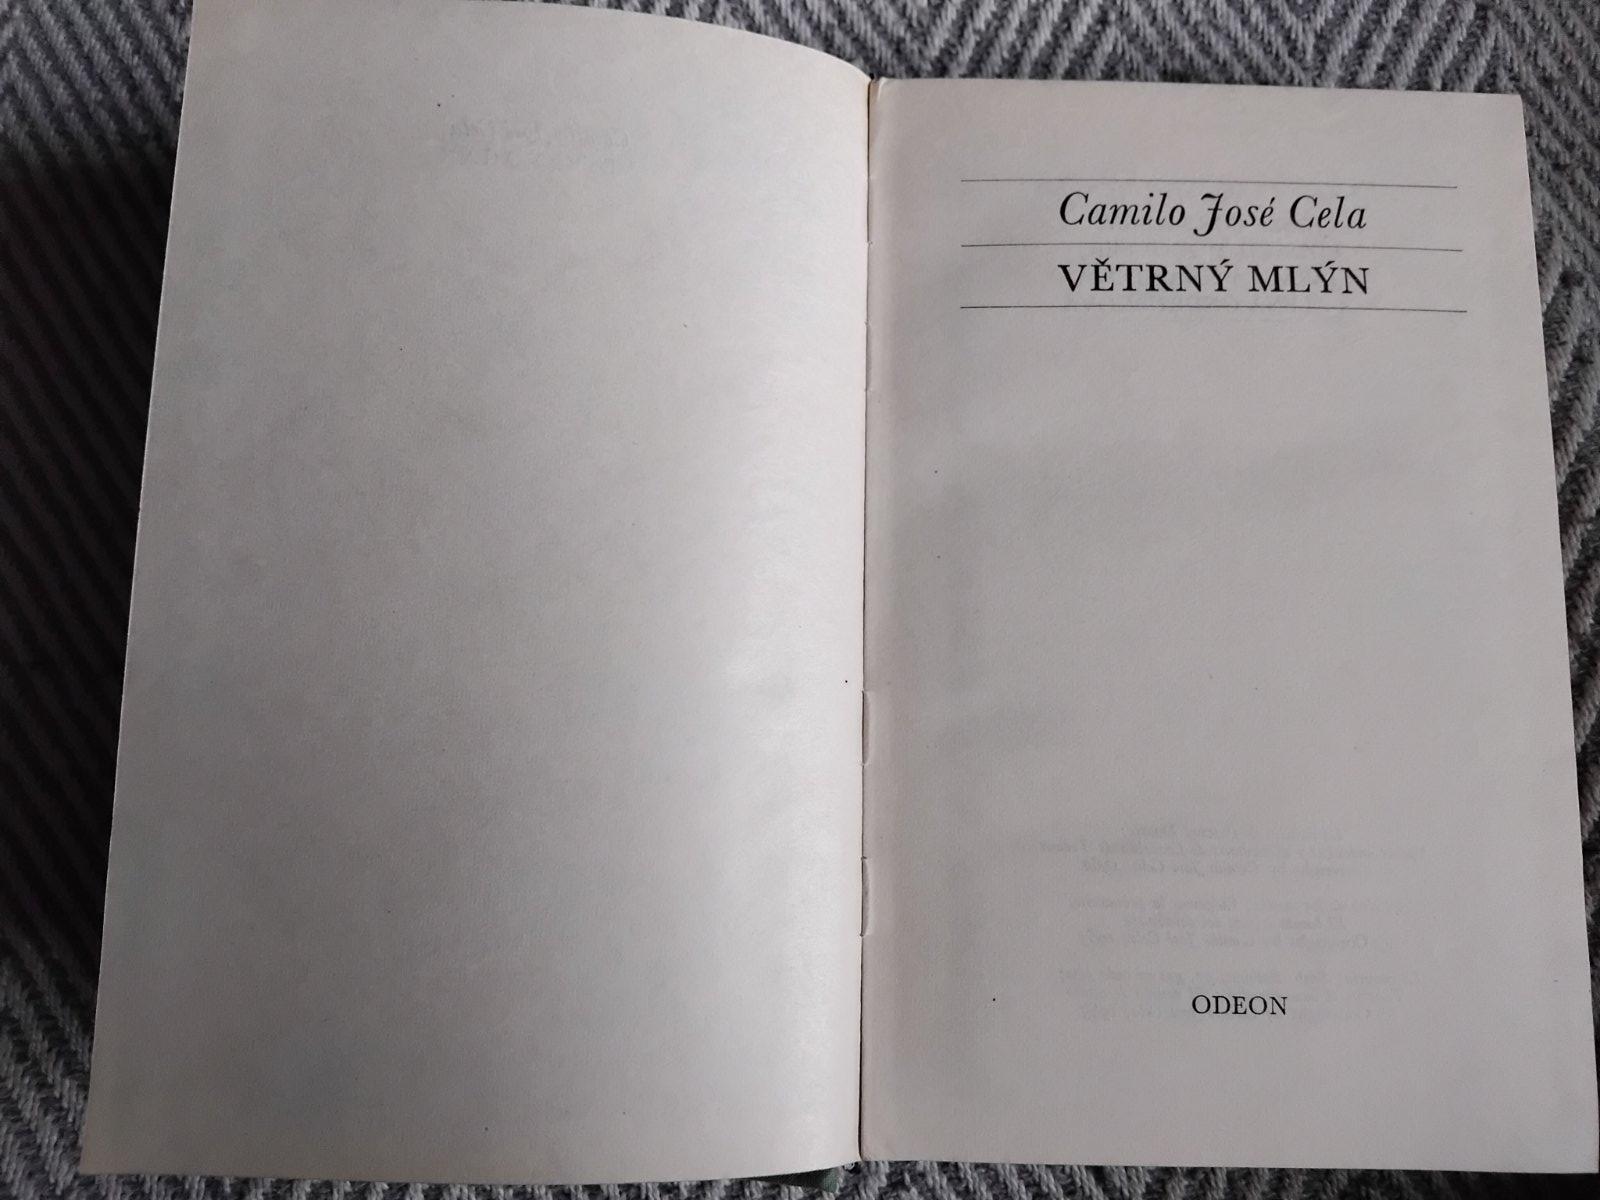 Camilo José Cela
VĚTRNÝ MLÝN
ODEON